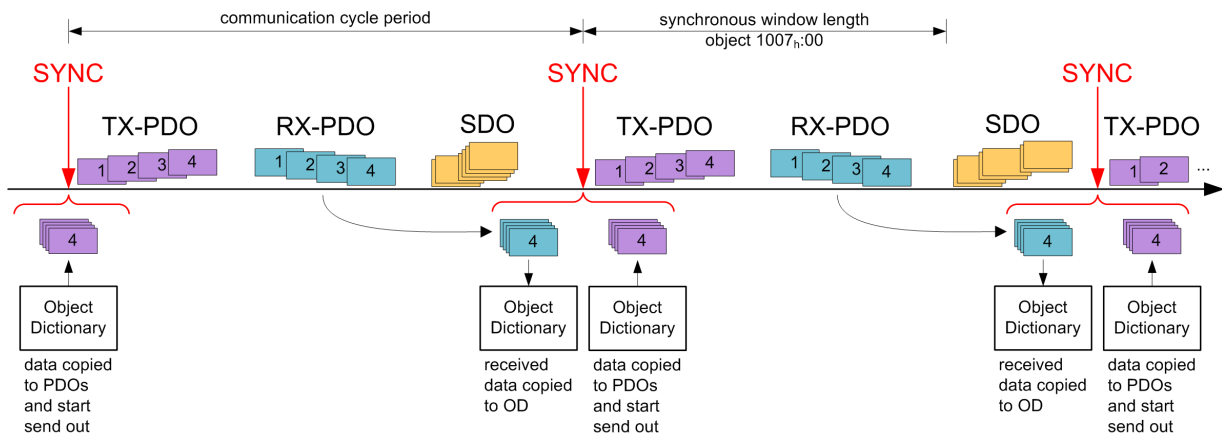 communication cycle period
synchronous window length
object 1007h:00
SYNC
SYNC
SYNC
TX-PDO
RX-PDO
SDO
TX-PDO
RX-PDO
SDO
TX-PDO
1 2 3 4
1 2 3 4
1 2 3 4
1 2 3 4
1 2 ...
4
4
4
4
4
Object
Dictionary
Object
Dictionary
Object
Dictionary
Object
Dictionary
Object
Dictionary
data copied
to PDOs
and start
send out
received
data copied
to OD
data copied
to PDOs
and start
send out
received
data copied
to OD
data copied
to PDOs
and start
send out